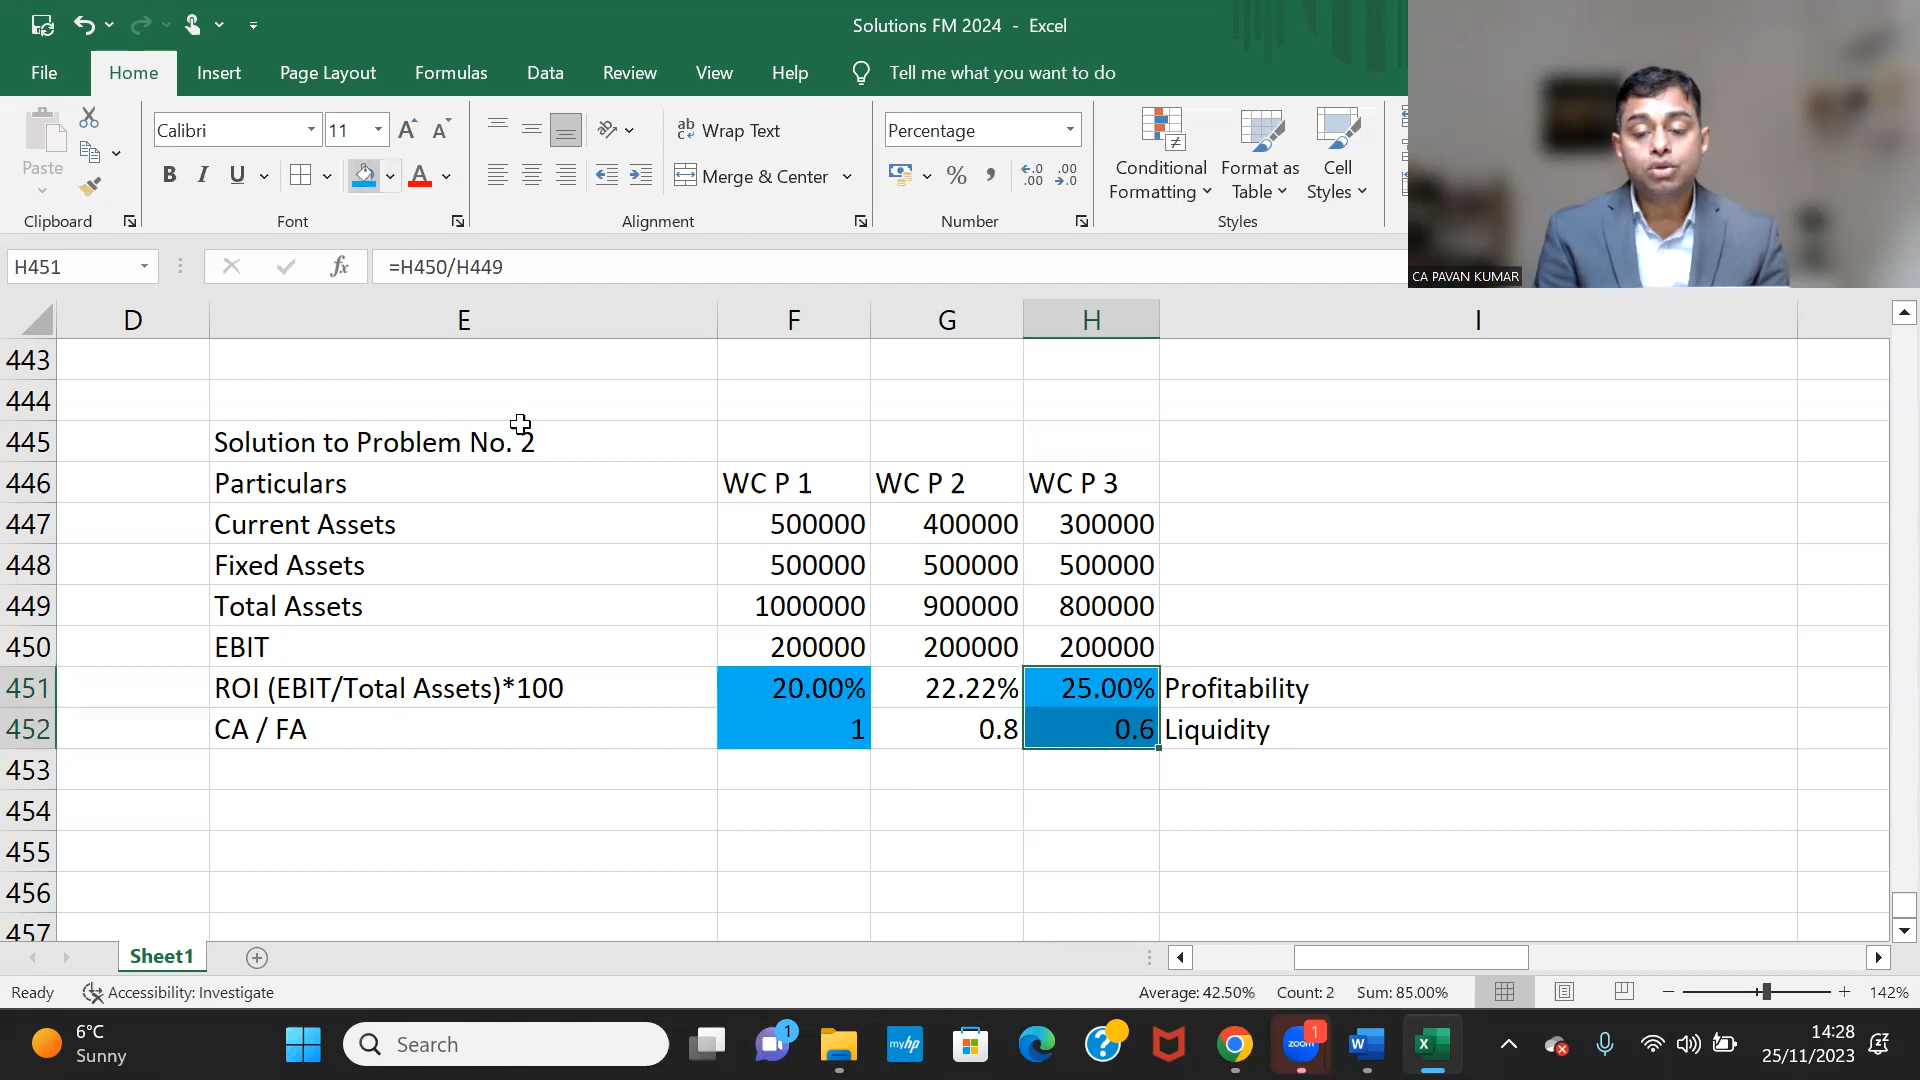 Solutions FM 2024 - Excel
File Home Insert Page Layout Formulas Data Review View Help Tell me what you want to do
Paste
Clipboard
Calibri 11
A A
B I U A
Font
ab Wrap Text
Merge & Center
Alignment
Percentage
% , .00 .00
Number
Conditional Formatting
Format as Table
Cell Styles
Styles
CA PAVAN KUMAR
H451 fx =H450/H449
D E F G H I
443
444
445 Solution to Problem No. 2
446 Particulars WC P 1 WC P 2 WC P 3
447 Current Assets 500000 400000 300000
448 Fixed Assets 500000 500000 500000
449 Total Assets 1000000 900000 800000
450 EBIT 200000 200000 200000
451 ROI (EBIT/Total Assets)*100 20.00% 22.22% 25.00% Profitability
452 CA / FA 1 0.8 0.6 Liquidity
453
454
455
456
457
Sheet1
Ready Accessibility: Investigate Average: 42.50% Count: 2 Sum: 85.00% 142%
6°C
Sunny
Search
1
myhp
zoom
1
14:28
25/11/2023